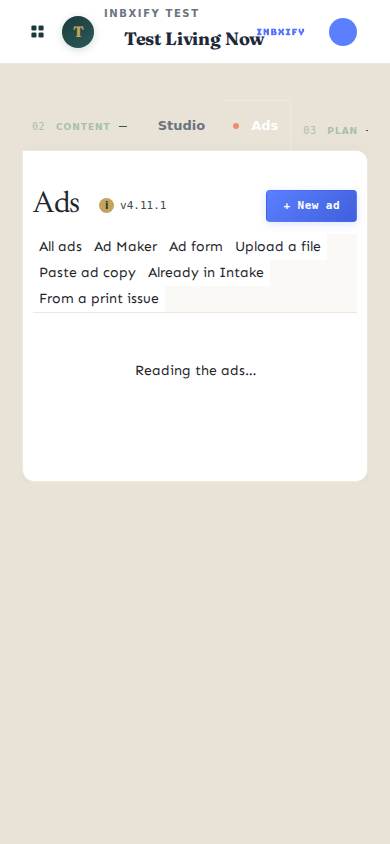 INBXIFY TEST
T
Test Living Now
INBXIFY
02 CONTENT — Studio Ads 03 PLAN
Ads
i v4.11.1
+ New ad
All ads Ad Maker Ad form Upload a file
Paste ad copy Already in Intake
From a print issue
Reading the ads...